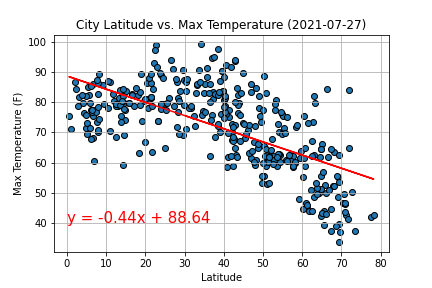 City Latitude vs. Max Temperature (2021-07-27)
100
90
80
70
60
50
40
Max Temperature (F)
y = -0.44x + 88.64
0 10 20 30 40 50 60 70 80
Latitude